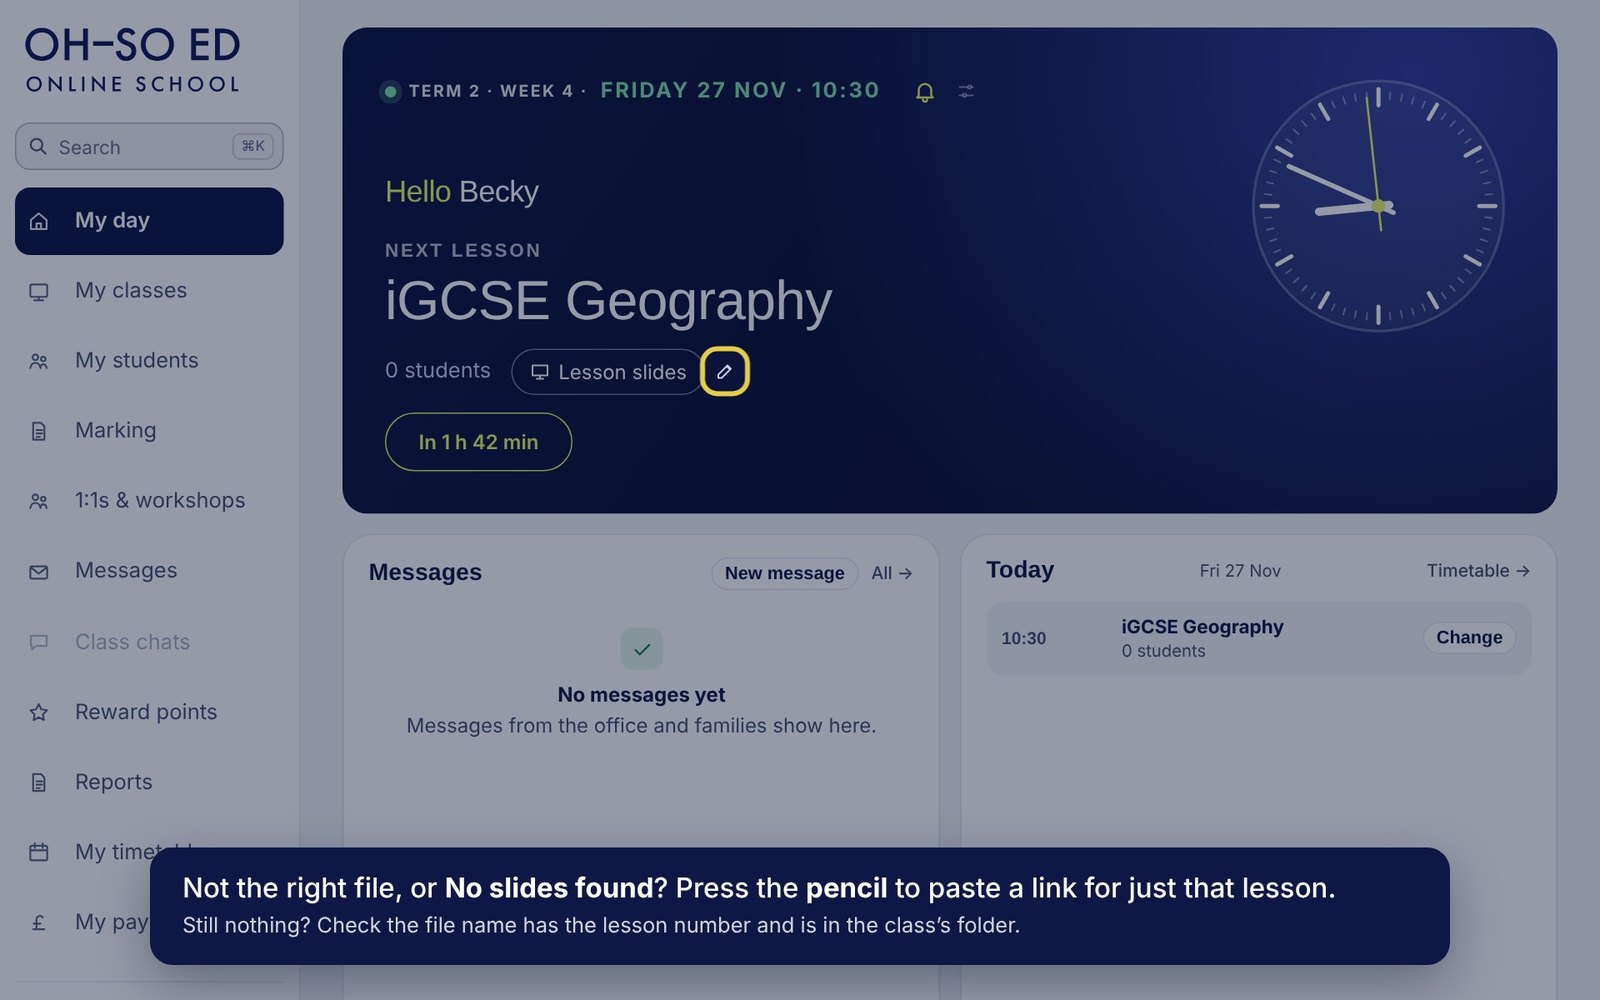 OH–SO ED
ONLINE SCHOOL
Search
⌘K
My day
My classes
My students
Marking
1:1s & workshops
Messages
Class chats
Reward points
Reports
My timetabl
My pay
TERM 2 · WEEK 4 · FRIDAY 27 NOV · 10:30
Hello Becky
NEXT LESSON
iGCSE Geography
0 students
Lesson slides
In 1 h 42 min
Messages
New message
All →
No messages yet
Messages from the office and families show here.
Today
Fri 27 Nov
Timetable →
10:30
iGCSE Geography
0 students
Change
Not the right file, or No slides found? Press the pencil to paste a link for just that lesson.
Still nothing? Check the file name has the lesson number and is in the class’s folder.